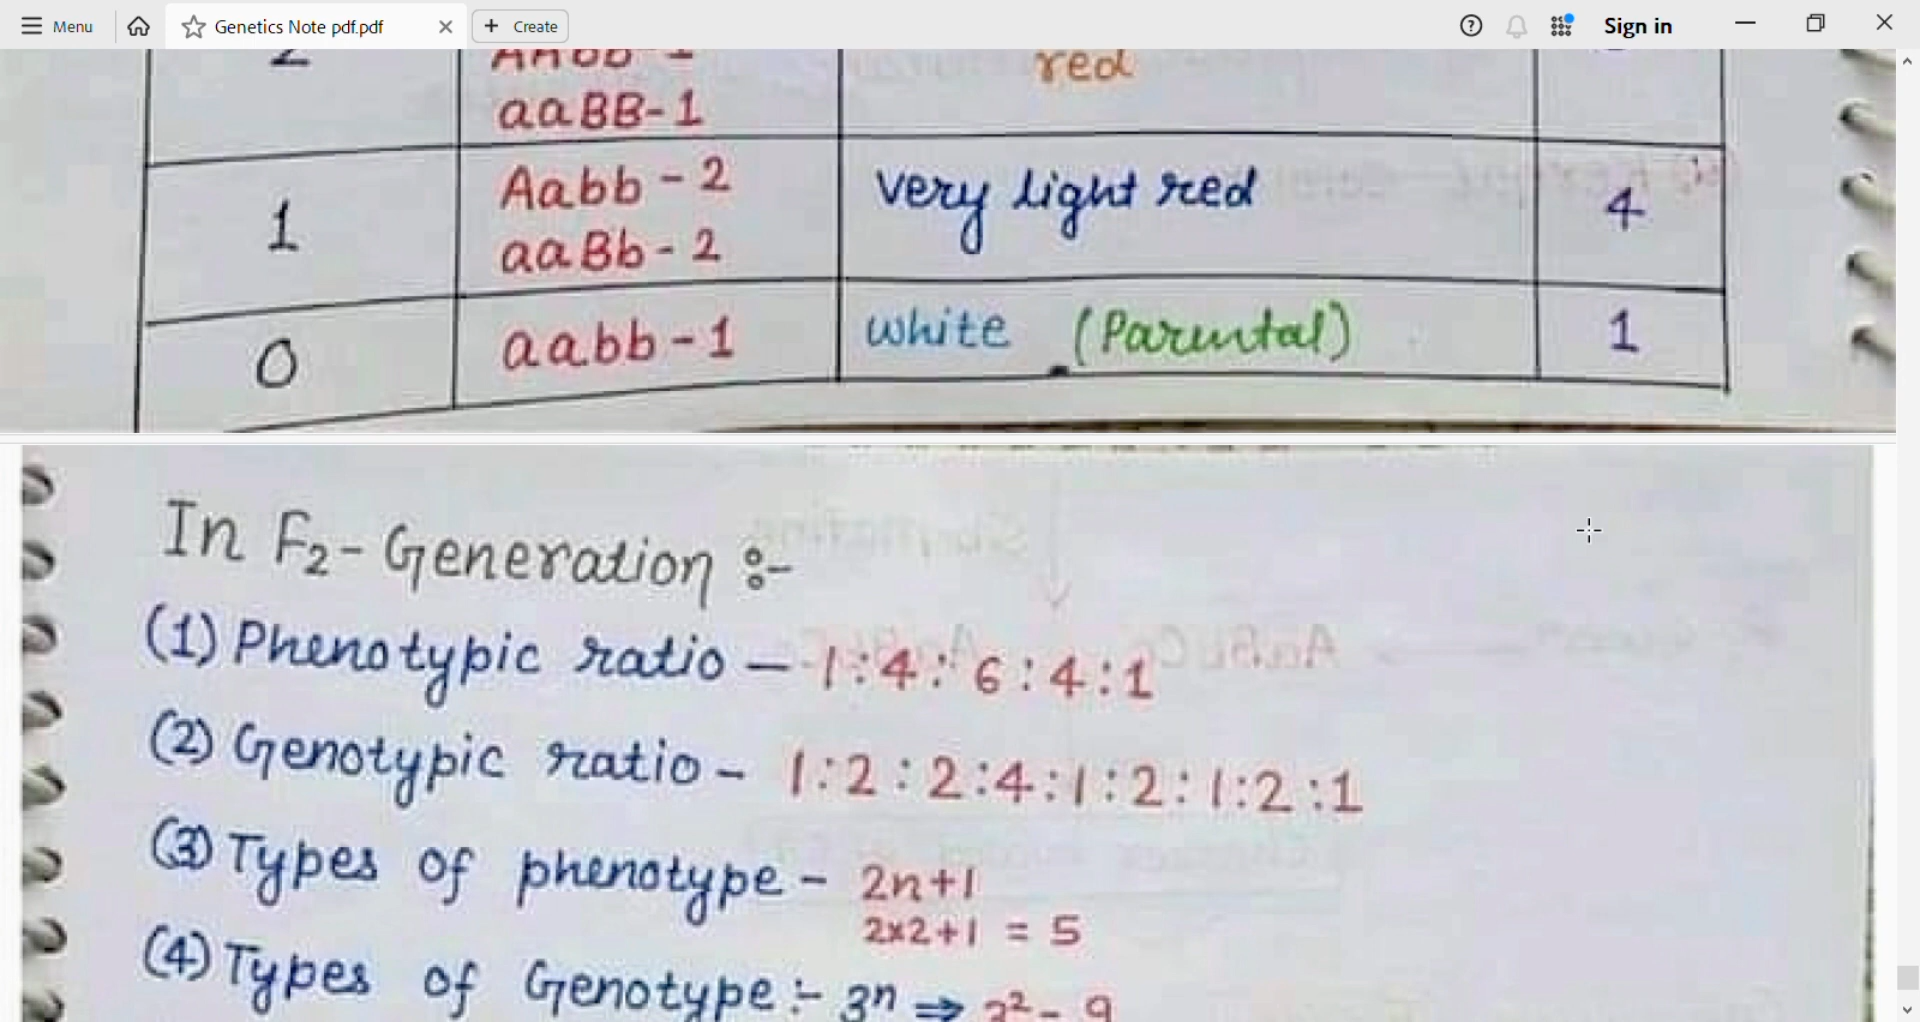 Menu Genetics Note pdf.pdf + Create Sign in
red
aaBB-1
1 Aabb-2 very light red 4
aaBb-2
0 aabb-1 white (Parental) 1
In F₂-Generation :-
(1) Phenotypic ratio – 1:4:6:4:1
(2) Genotypic ratio – 1:2:2:4:1:2:1:2:1
(3) Types of phenotype – 2n+1
2x2+1 = 5
(4) Types of Genotype :- 3ⁿ ⇒ 3² - 9